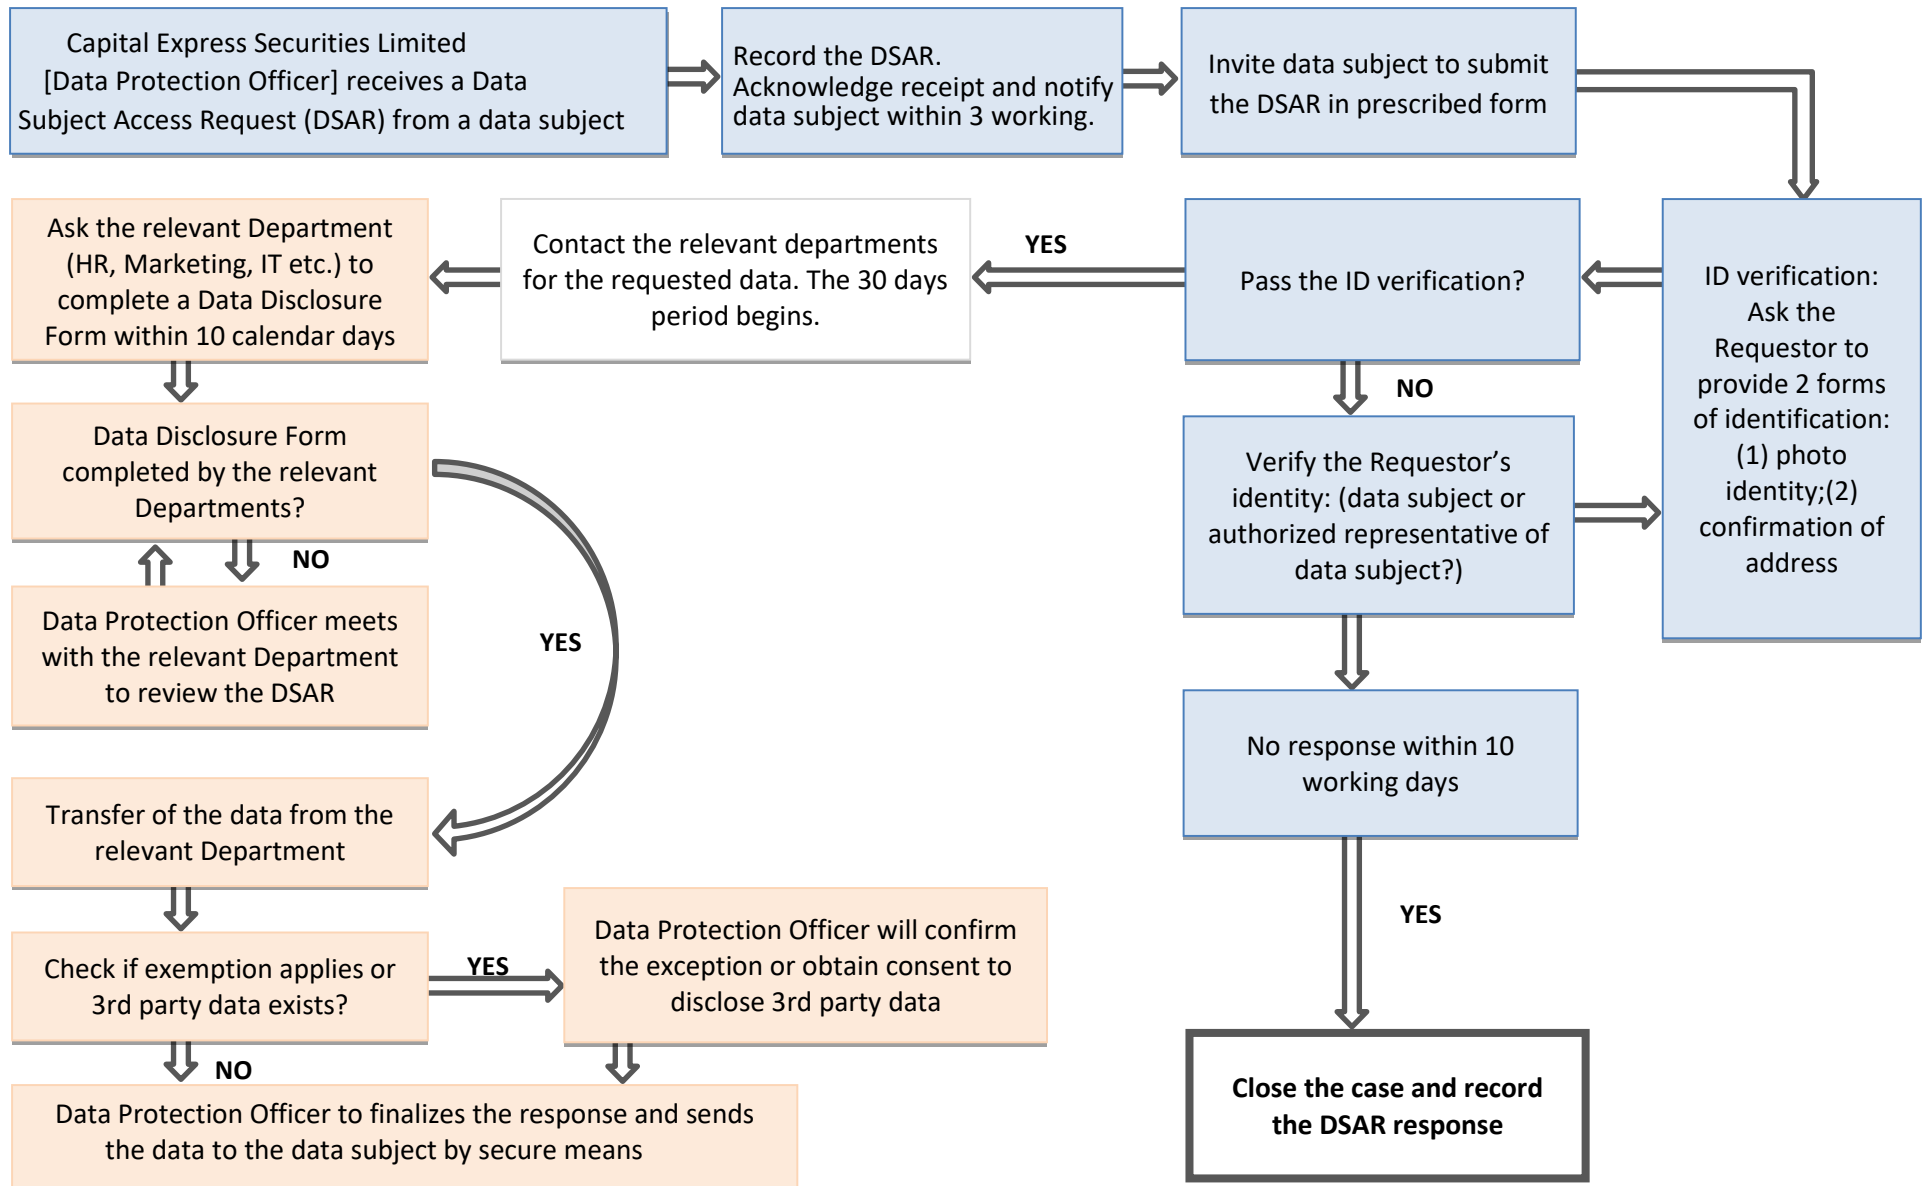 Capital Express Securities Limited
[Data Protection Officer] receives a Data
Subject Access Request (DSAR) from a data subject
Record the DSAR.
Acknowledge receipt and notify
data subject within 3 working.
Invite data subject to submit
the DSAR in prescribed form
ID verification:
Ask the
Requestor to
provide 2 forms
of identification:
(1) photo
identity;(2)
confirmation of
address
Pass the ID verification?
YES
Contact the relevant departments
for the requested data. The 30 days
period begins.
Ask the relevant Department
(HR, Marketing, IT etc.) to
complete a Data Disclosure
Form within 10 calendar days
NO
Verify the Requestor’s
identity: (data subject or
authorized representative of
data subject?)
No response within 10
working days
YES
Close the case and record
the DSAR response
Data Disclosure Form
completed by the relevant
Departments?
NO
Data Protection Officer meets
with the relevant Department
to review the DSAR
YES
Transfer of the data from the
relevant Department
Check if exemption applies or
3rd party data exists?
YES
Data Protection Officer will confirm
the exception or obtain consent to
disclose 3rd party data
NO
Data Protection Officer to finalizes the response and sends
the data to the data subject by secure means